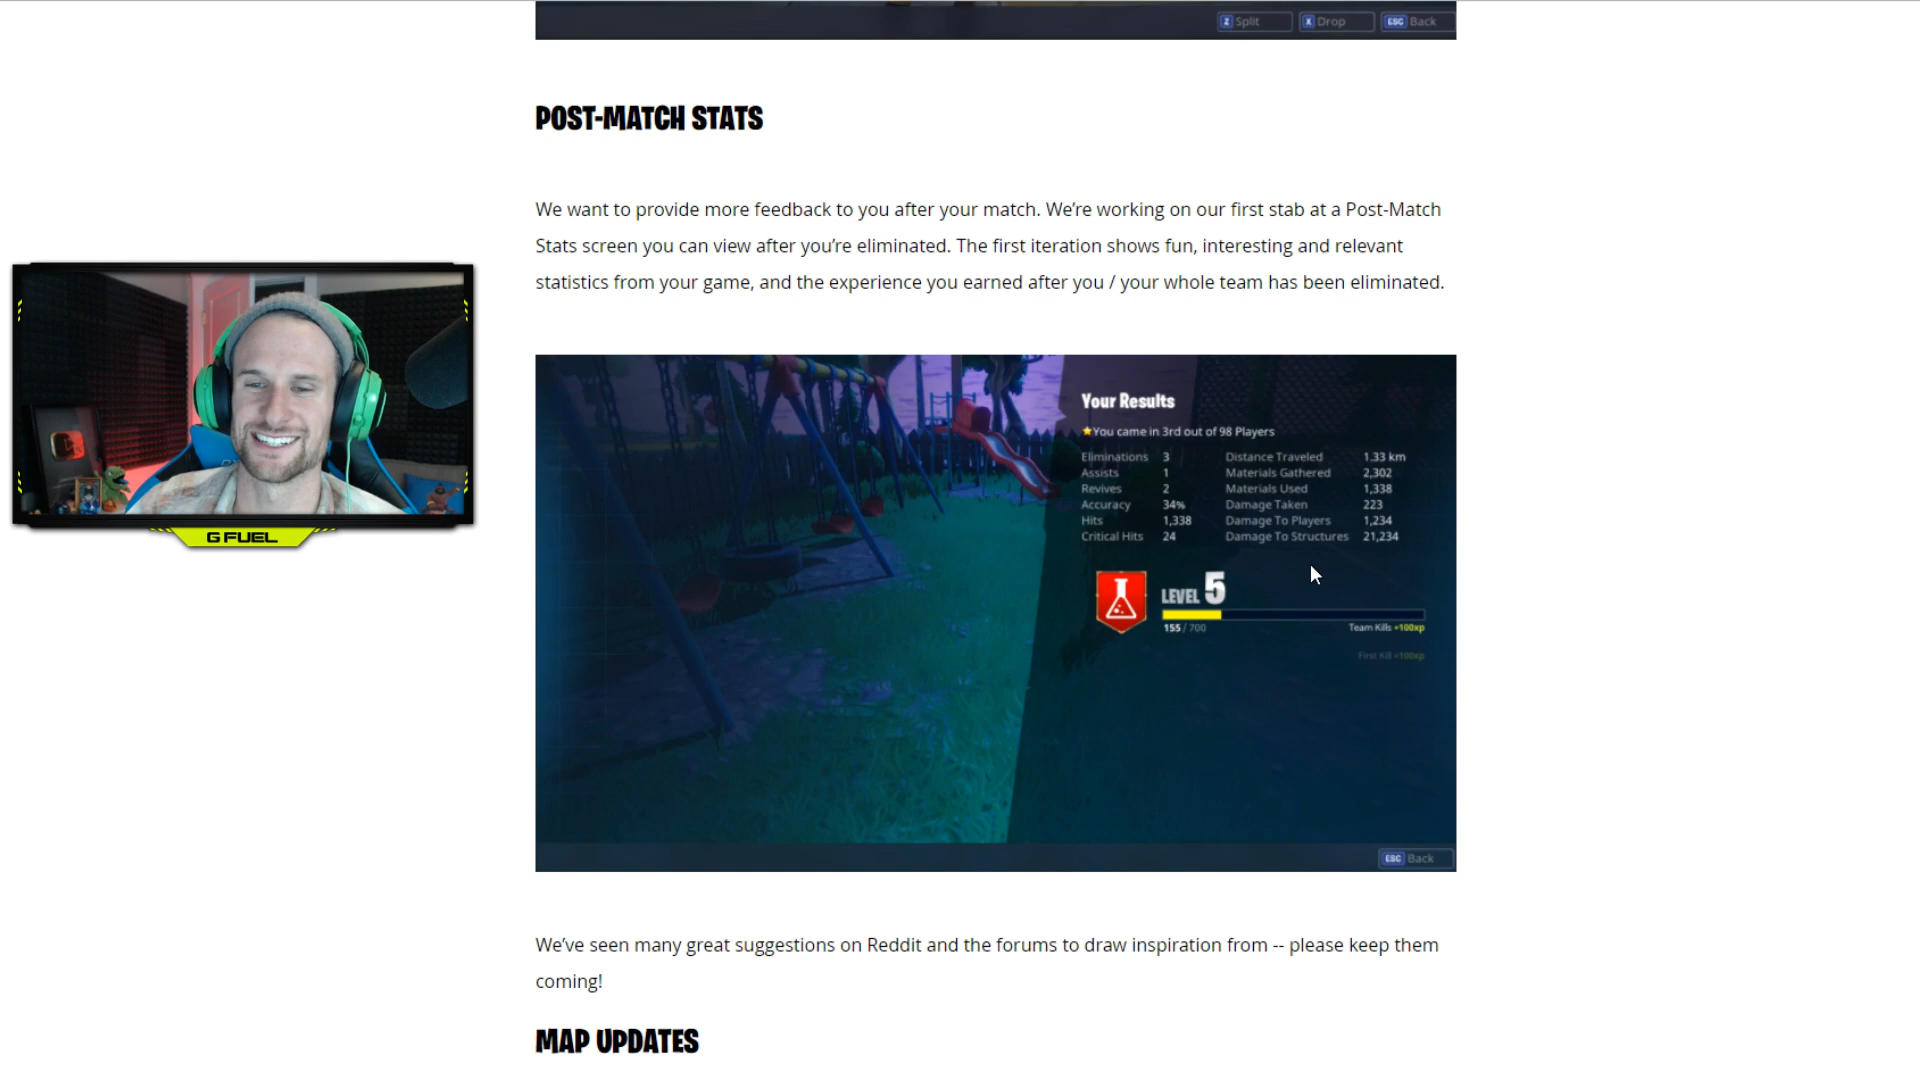 Z Split X Drop ESC Back
POST-MATCH STATS
We want to provide more feedback to you after your match. We’re working on our first stab at a Post-Match
Stats screen you can view after you’re eliminated. The first iteration shows fun, interesting and relevant
statistics from your game, and the experience you earned after you / your whole team has been eliminated.
G FUEL
Your Results
You came in 3rd out of 98 Players
Eliminations 3 Distance Traveled 1.33 km
Assists 1 Materials Gathered 2,302
Revives 2 Materials Used 1,338
Accuracy 34% Damage Taken 223
Hits 1,338 Damage To Players 1,234
Critical Hits 24 Damage To Structures 21,234
LEVEL 5
155 / 700 Team Kills +100xp
First Kill +100xp
ESC Back
We’ve seen many great suggestions on Reddit and the forums to draw inspiration from -- please keep them
coming!
MAP UPDATES